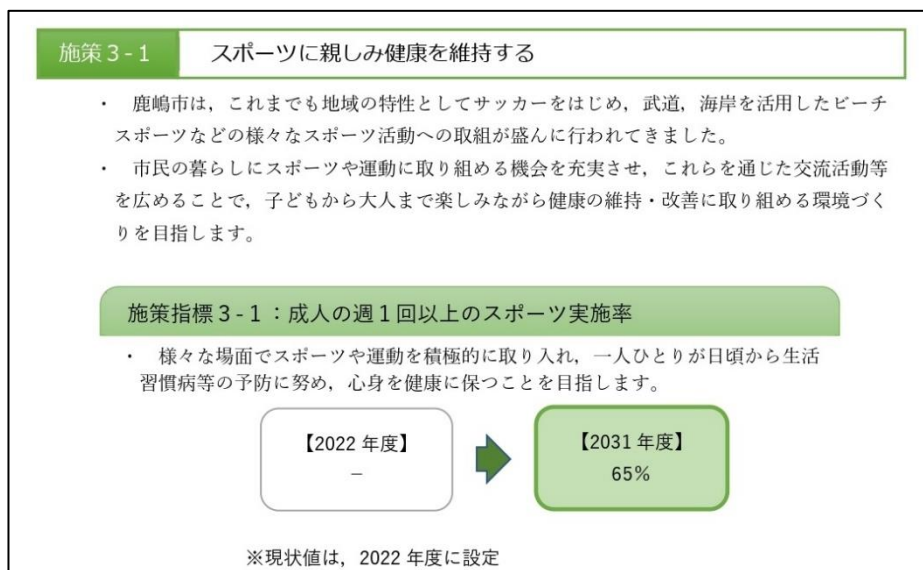 施策３-１ スポーツに親しみ健康を維持する
・ 鹿嶋市は，これまでも地域の特性としてサッカーをはじめ，武道，海岸を活用したビーチ
スポーツなどの様々なスポーツ活動への取組が盛んに行われてきました。
・ 市民の暮らしにスポーツや運動に取り組める機会を充実させ，これらを通じた交流活動等
を広めることで，子どもから大人まで楽しみながら健康の維持・改善に取り組める環境づく
りを目指します。
施策指標３-１：成人の週１回以上のスポーツ実施率
・ 様々な場面でスポーツや運動を積極的に取り入れ，一人ひとりが日頃から生活
習慣病等の予防に努め，心身を健康に保つことを目指します。
【2022 年度】
－
【2031 年度】
65%
※現状値は，2022 年度に設定